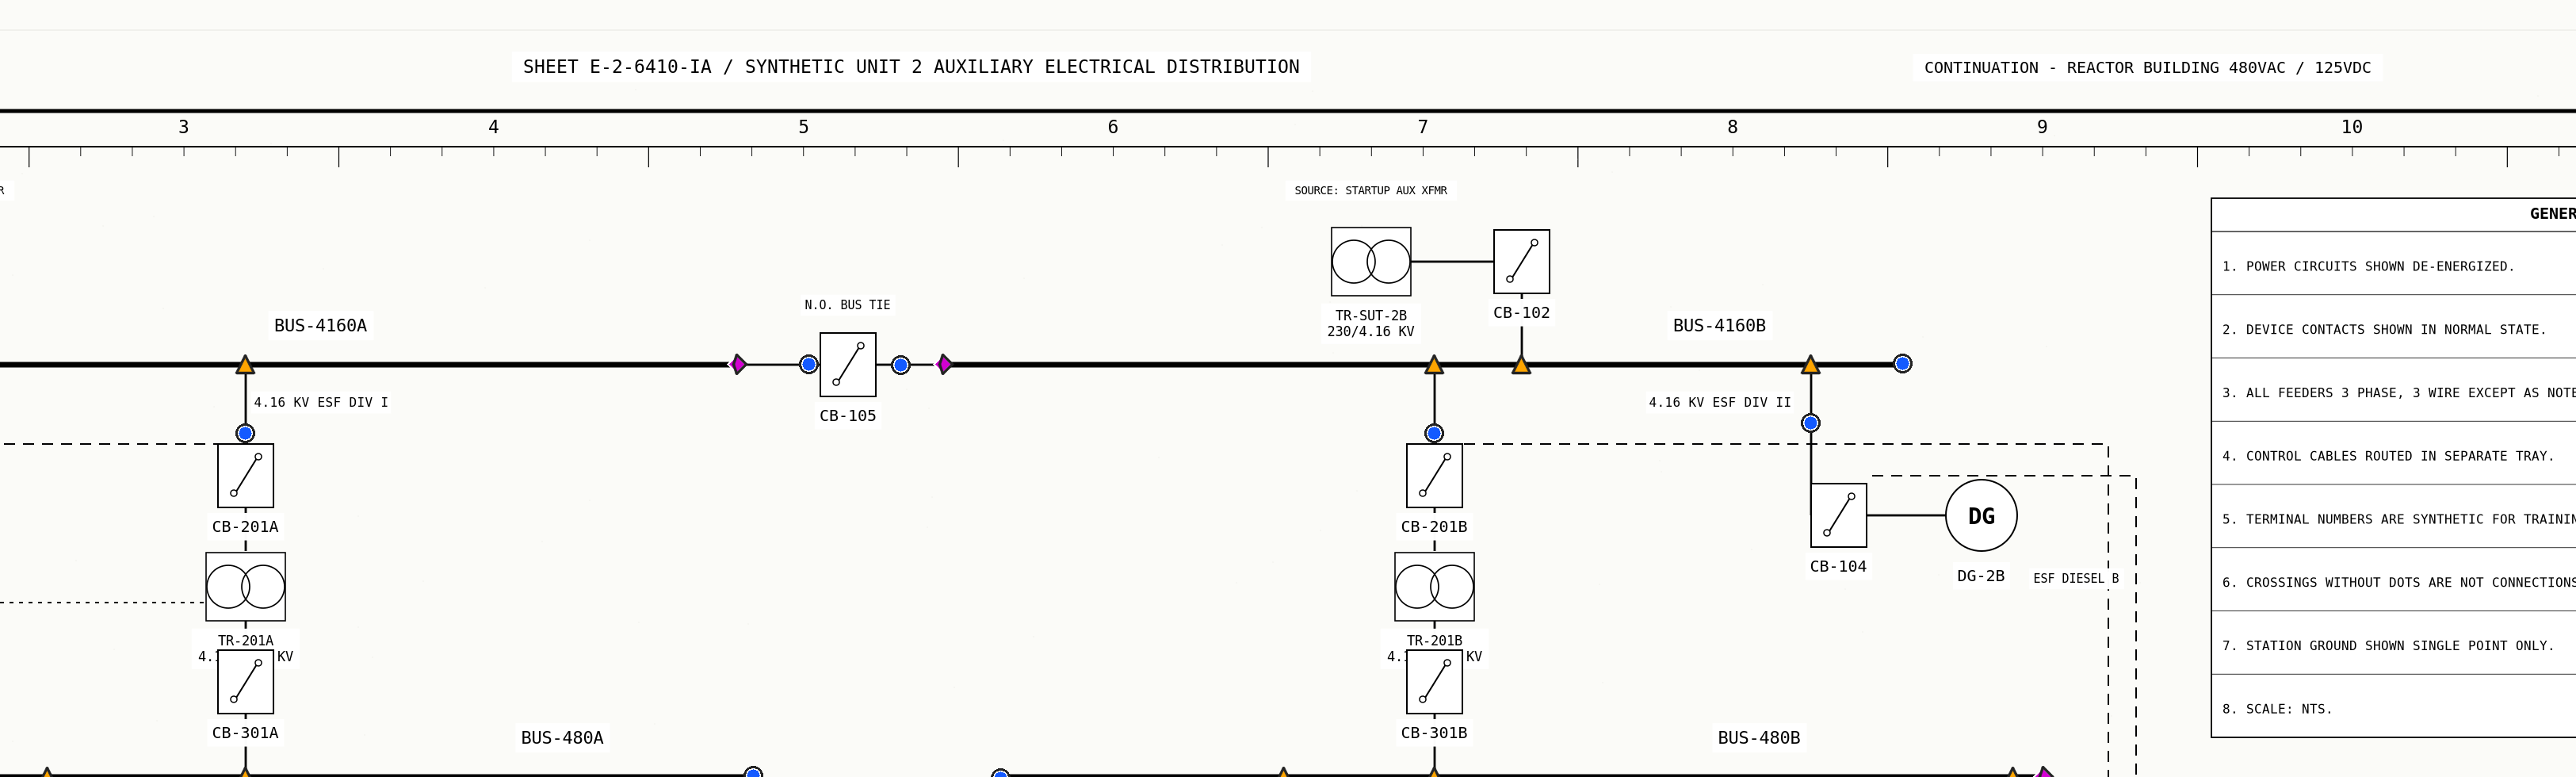 SHEET E-2-6410-IA / SYNTHETIC UNIT 2 AUXILIARY ELECTRICAL DISTRIBUTION
CONTINUATION - REACTOR BUILDING 480VAC / 125VDC
3 4 5 6 7 8 9 10
SOURCE: STARTUP AUX XFMR
TR-SUT-2B
230/4.16 KV
CB-102
BUS-4160A
N.O. BUS TIE
BUS-4160B
CB-105
4.16 KV ESF DIV I
4.16 KV ESF DIV II
CB-201A
CB-201B
CB-104
DG
DG-2B
ESF DIESEL B
TR-201A
KV
TR-201B
KV
CB-301A
CB-301B
BUS-480A
BUS-480B
1. POWER CIRCUITS SHOWN DE-ENERGIZED.
2. DEVICE CONTACTS SHOWN IN NORMAL STATE.
3. ALL FEEDERS 3 PHASE, 3 WIRE EXCEPT AS
4. CONTROL CABLES ROUTED IN SEPARATE TRAY.
5. TERMINAL NUMBERS ARE SYNTHETIC FOR
6. CROSSINGS WITHOUT DOTS ARE NOT CONNECTIONS
7. STATION GROUND SHOWN SINGLE POINT ONLY.
8. SCALE: NTS.